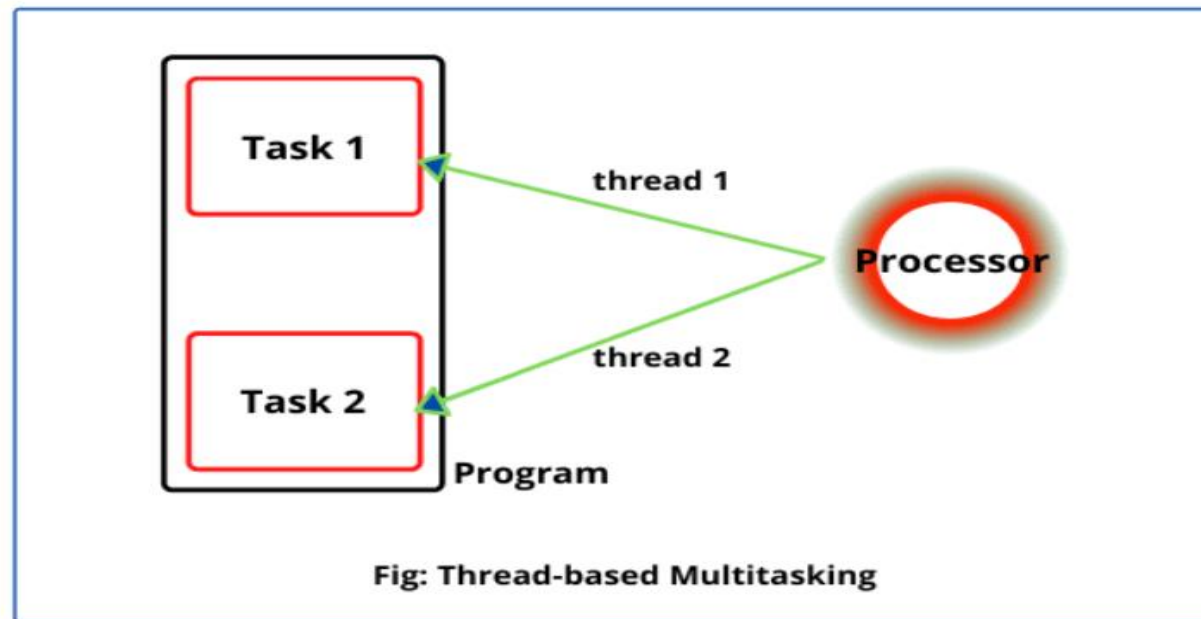 Task 1
thread 1
Processor
thread 2
Task 2
Program
Fig: Thread-based Multitasking